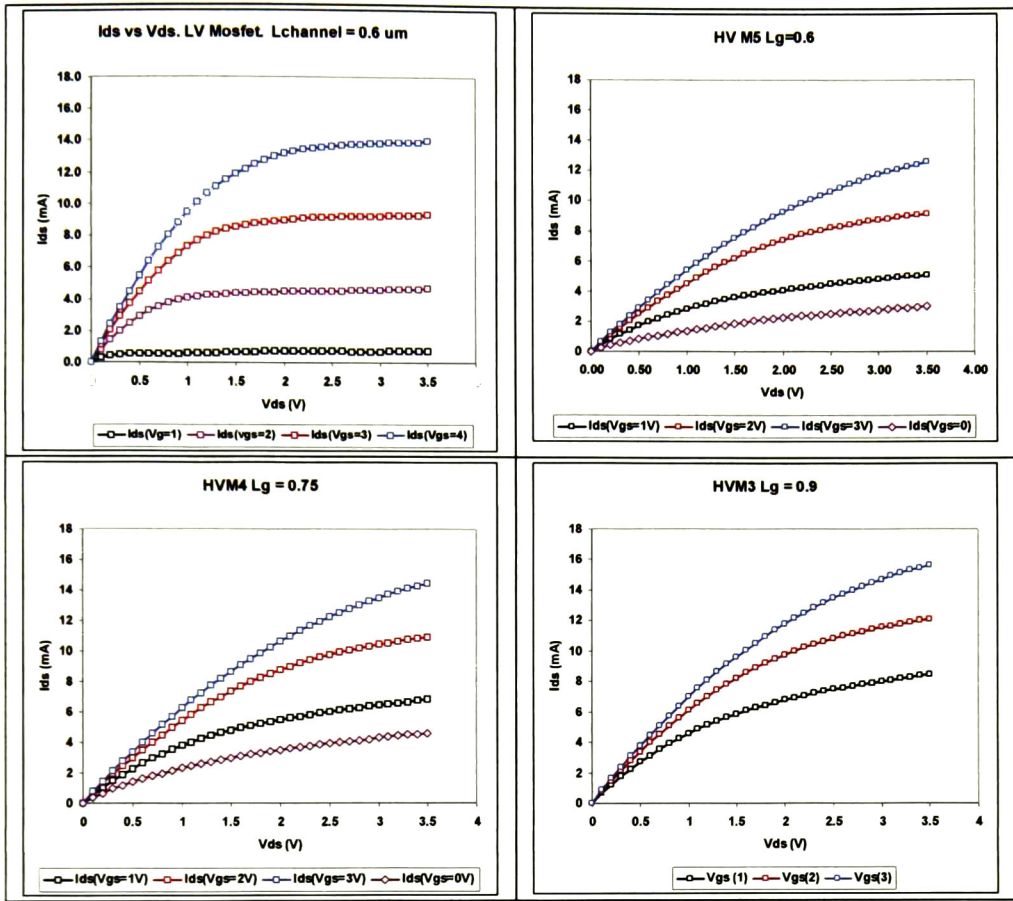 Ids vs Vds. LV Mosfet. Lchannel = 0.6 um
Ids (mA)
18.0
16.0
14.0
12.0
10.0
8.0
6.0
4.0
2.0
0.0
0.5
1
1.5
2
2.5
3
3.5
Vds (V)
Ids(Vg=1) Ids(vgs=2) Ids(Vgs=3) Ids(Vgs=4)
HV M5 Lg=0.6
Ids (mA)
18
16
14
12
10
8
6
4
2
0
0.00 0.50 1.00 1.50 2.00 2.50 3.00 3.50 4.00
Vds (V)
Ids(Vgs=1V) Ids(Vgs=2V) Ids(Vgs=3V) Ids(Vgs=0)
HVM4 Lg = 0.75
Ids (mA)
18
16
14
12
10
8
6
4
2
0
0 0.5 1 1.5 2 2.5 3 3.5 4
Vds (V)
Ids(Vgs=1V) Ids(Vgs=2V) Ids(Vgs=3V) Ids(Vgs=0V)
HVM3 Lg = 0.9
Ids (mA)
18
16
14
12
10
8
6
4
2
0
0 0.5 1 1.5 2 2.5 3 3.5 4
Vds (V)
Vgs (1) Vgs(2) Vgs(3)